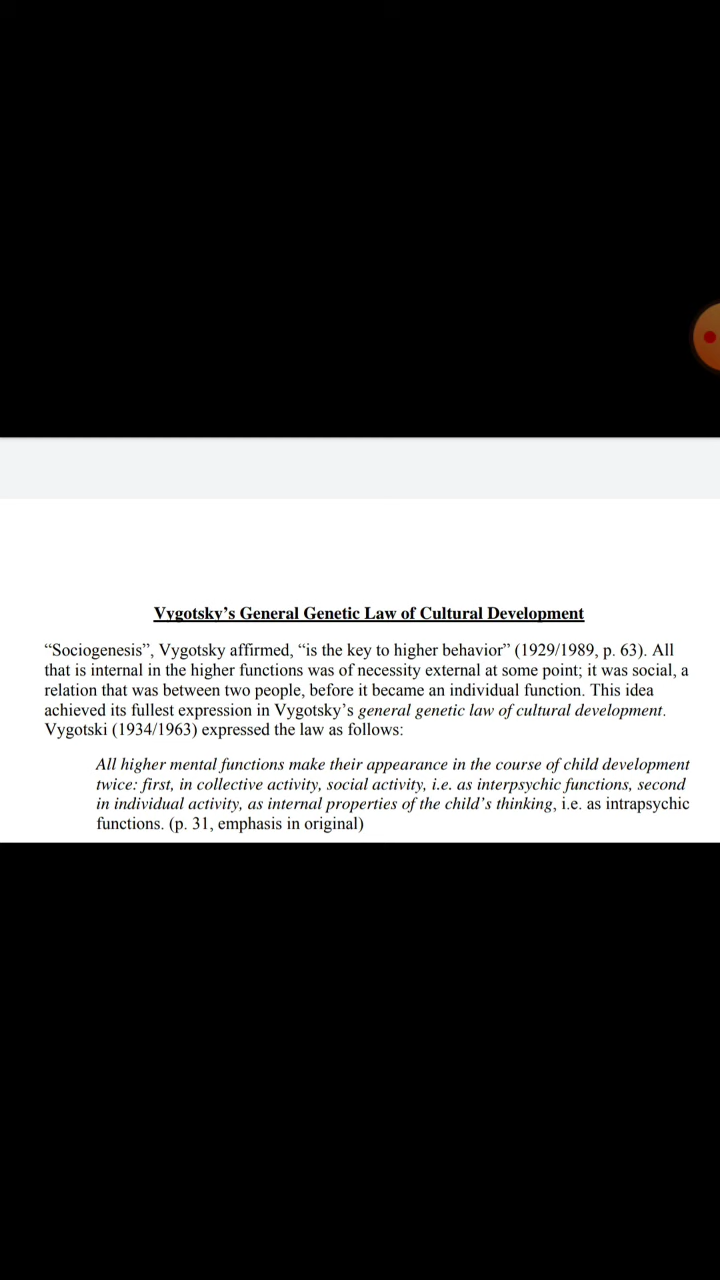 Vygotsky’s General Genetic Law of Cultural Development
“Sociogenesis”, Vygotsky affirmed, “is the key to higher behavior” (1929/1989, p. 63). All
that is internal in the higher functions was of necessity external at some point; it was social, a
relation that was between two people, before it became an individual function. This idea
achieved its fullest expression in Vygotsky’s general genetic law of cultural development.
Vygotski (1934/1963) expressed the law as follows:
All higher mental functions make their appearance in the course of child development
twice: first, in collective activity, social activity, i.e. as interpsychic functions, second
in individual activity, as internal properties of the child’s thinking, i.e. as intrapsychic
functions. (p. 31, emphasis in original)